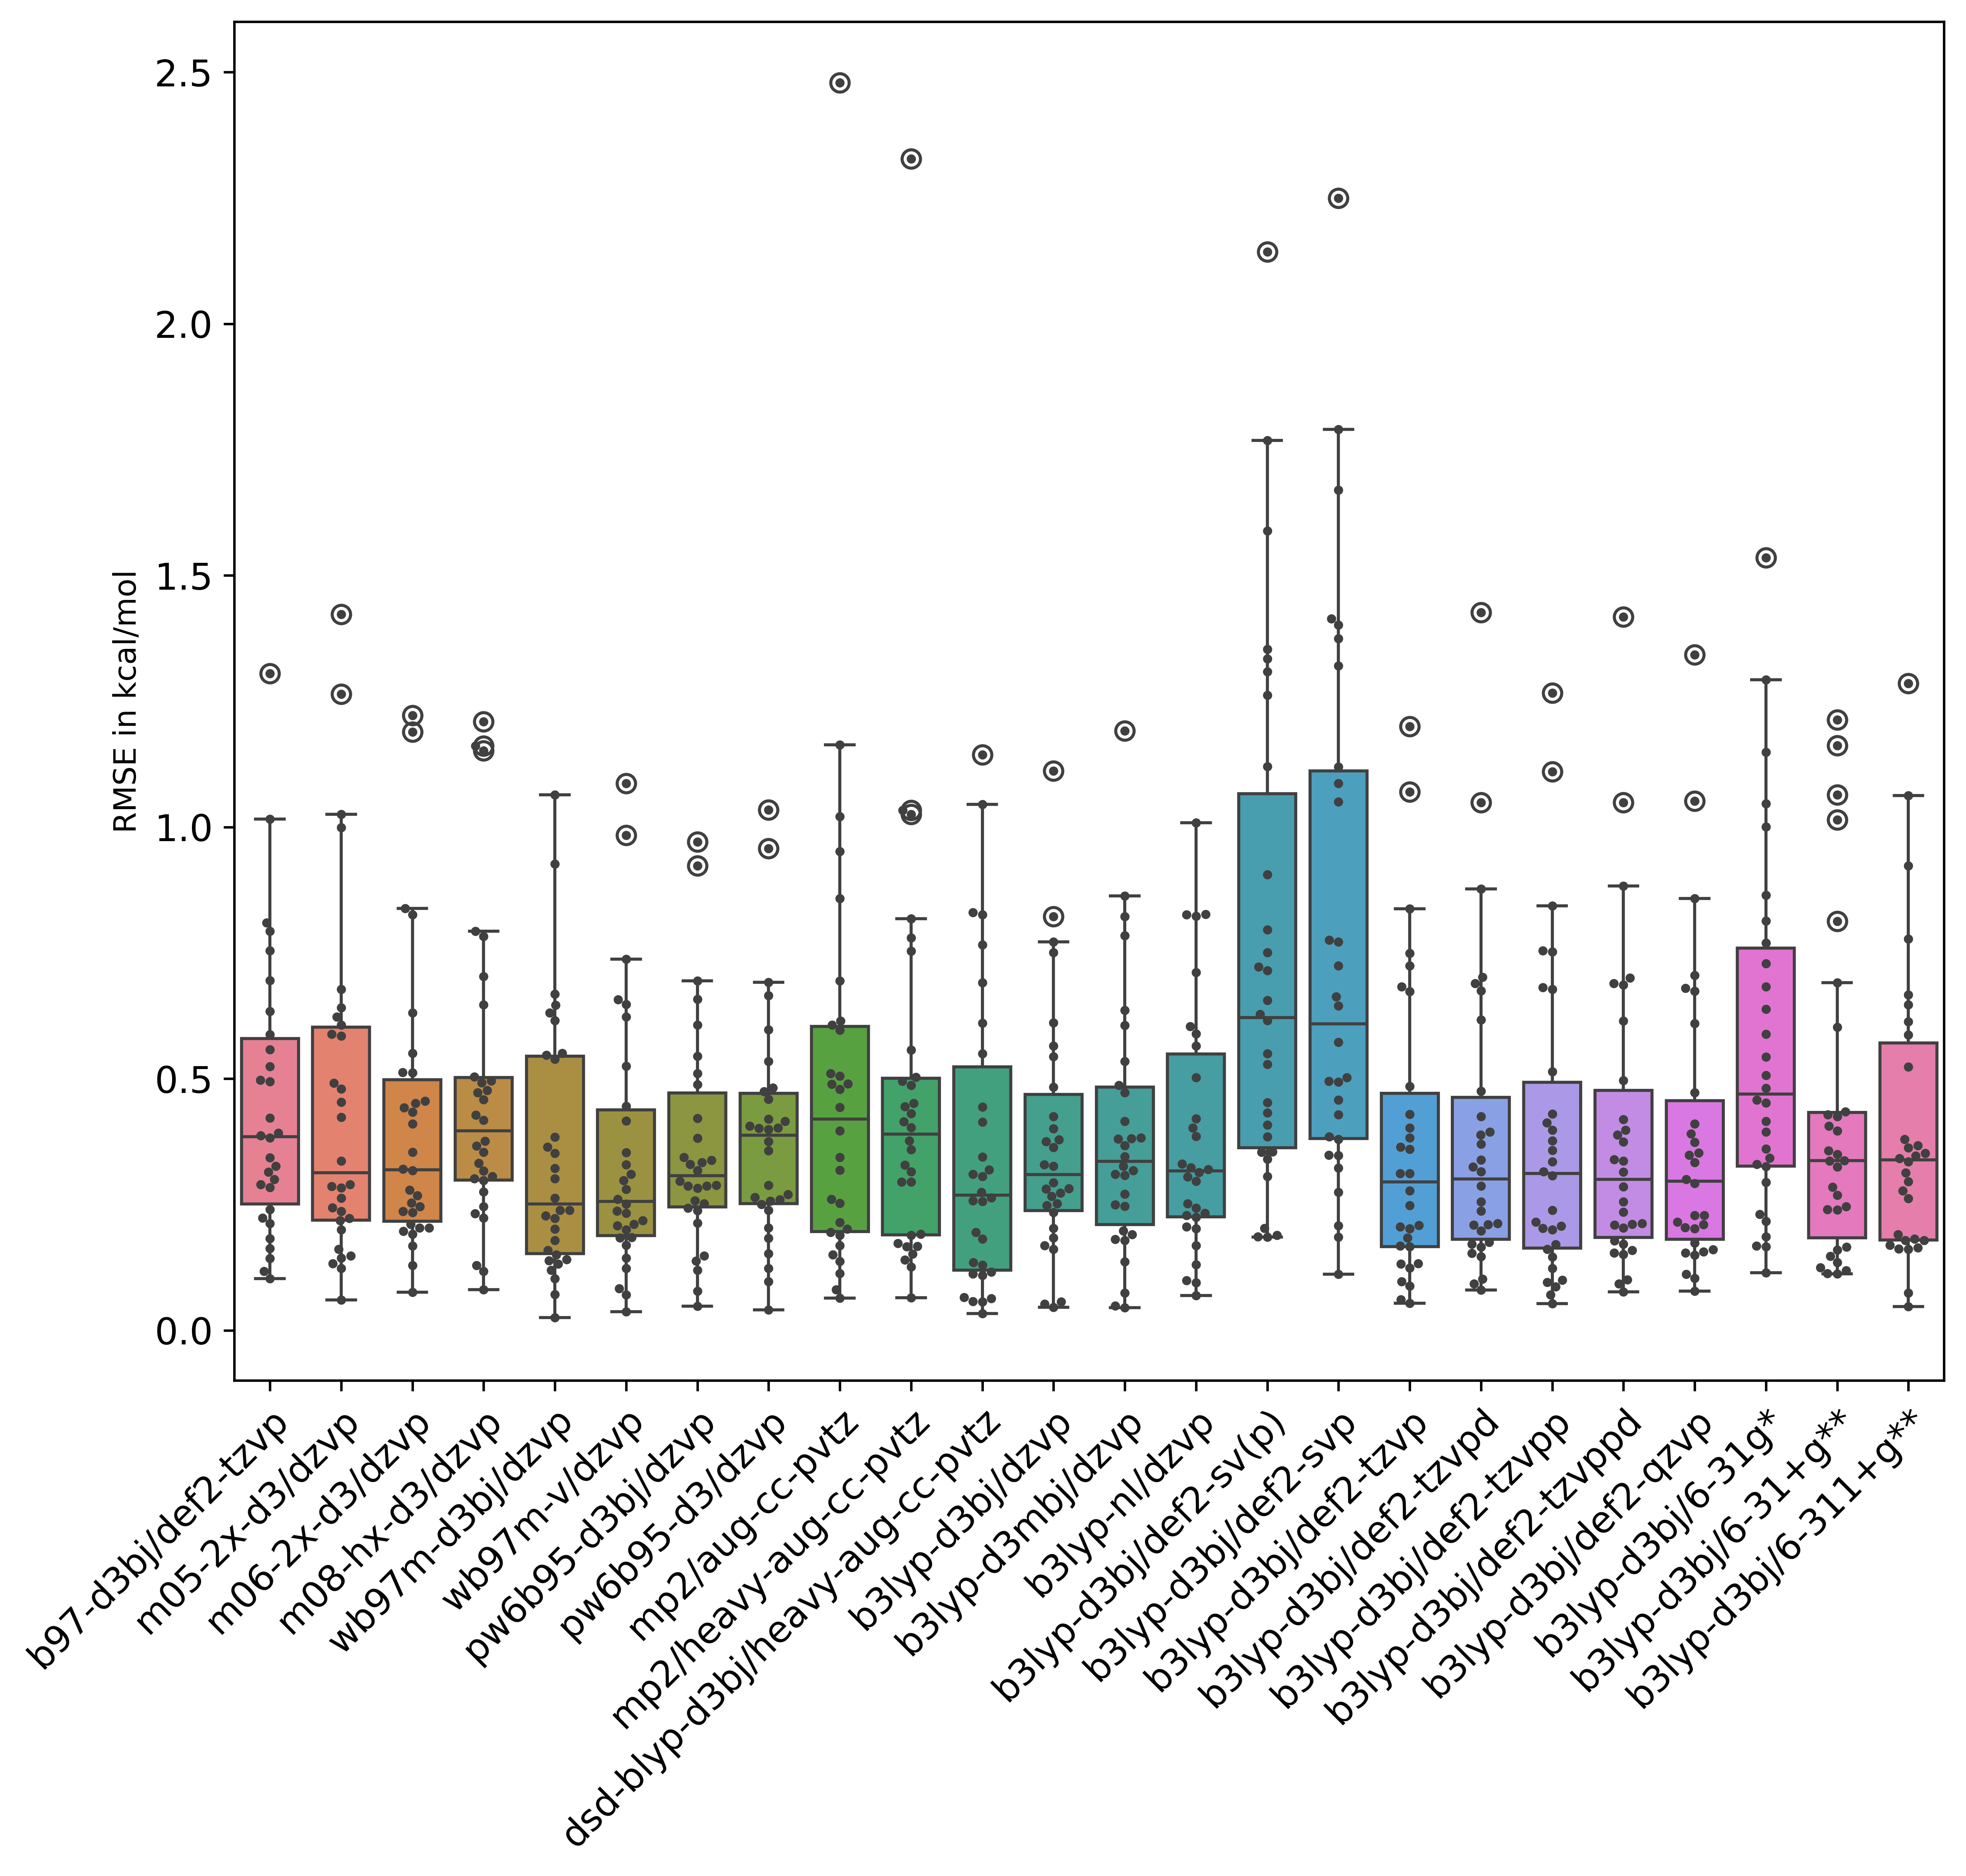 2.5
2.0
1.5
1.0
0.5
0.0
RMSE in kcal/mol
b97-d3bj/def2-tzvp
m05-2x-d3/dzvp
m06-2x-d3/dzvp
m08-hx-d3/dzvp
wb97m-d3bj/dzvp
wb97m-v/dzvp
pw6b95-d3bj/dzvp
pw6b95-d3/dzvp
mp2/aug-cc-pvtz
mp2/heavy-aug-cc-pvtz
dsd-blyp-d3bj/heavy-aug-cc-pvtz
b3lyp-d3bj/dzvp
b3lyp-d3mbj/dzvp
b3lyp-nl/dzvp
b3lyp-d3bj/def2-sv(p)
b3lyp-d3bj/def2-svp
b3lyp-d3bj/def2-tzvp
b3lyp-d3bj/def2-tzvpd
b3lyp-d3bj/def2-tzvpp
b3lyp-d3bj/def2-tzvppd
b3lyp-d3bj/def2-qzvp
b3lyp-d3bj/6-31g*
b3lyp-d3bj/6-31+g**
b3lyp-d3bj/6-311+g**